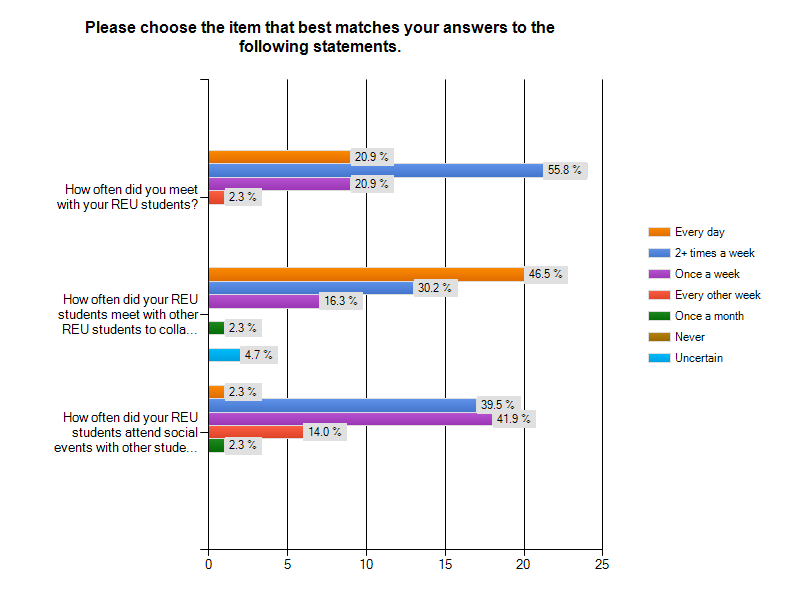 Please choose the item that best matches your answers to the
following statements.
20.9 %
55.8 %
20.9 %
2.3 %
How often did you meet
with your REU students?
46.5 %
30.2 %
16.3 %
2.3 %
4.7 %
How often did your REU
students meet with other
REU students to colla...
2.3 %
39.5 %
41.9 %
14.0 %
2.3 %
How often did your REU
students attend social
events with other stude...
Every day
2+ times a week
Once a week
Every other week
Once a month
Never
Uncertain
0 5 10 15 20 25